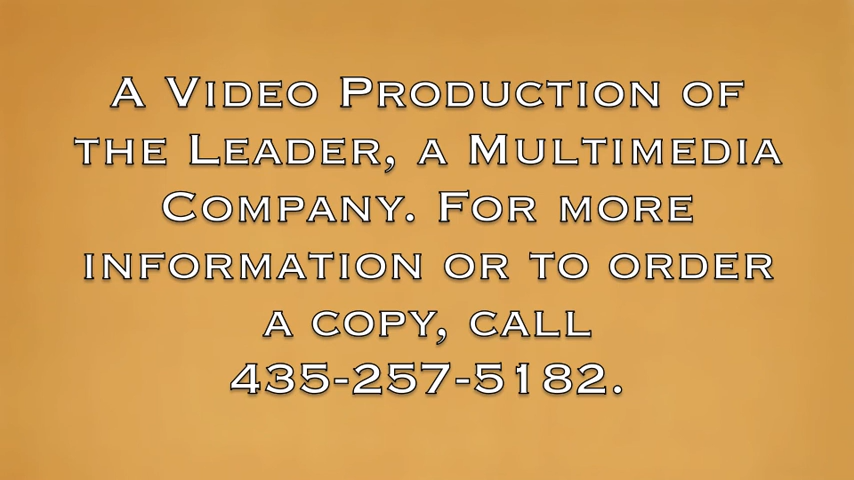 A Video Production of
the Leader, a Multimedia
Company. For more
information or to order
a copy, call
435-257-5182.